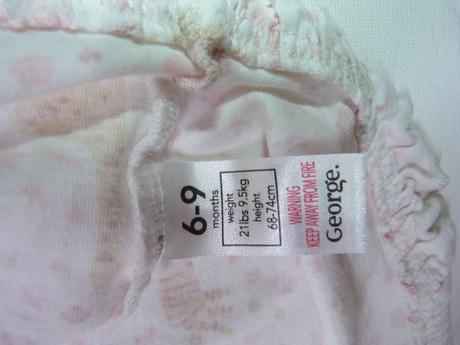 6-9
months
weight
21lbs 9.5kg
height
68-74cm
WARNING
KEEP AWAY FROM FIRE
George.